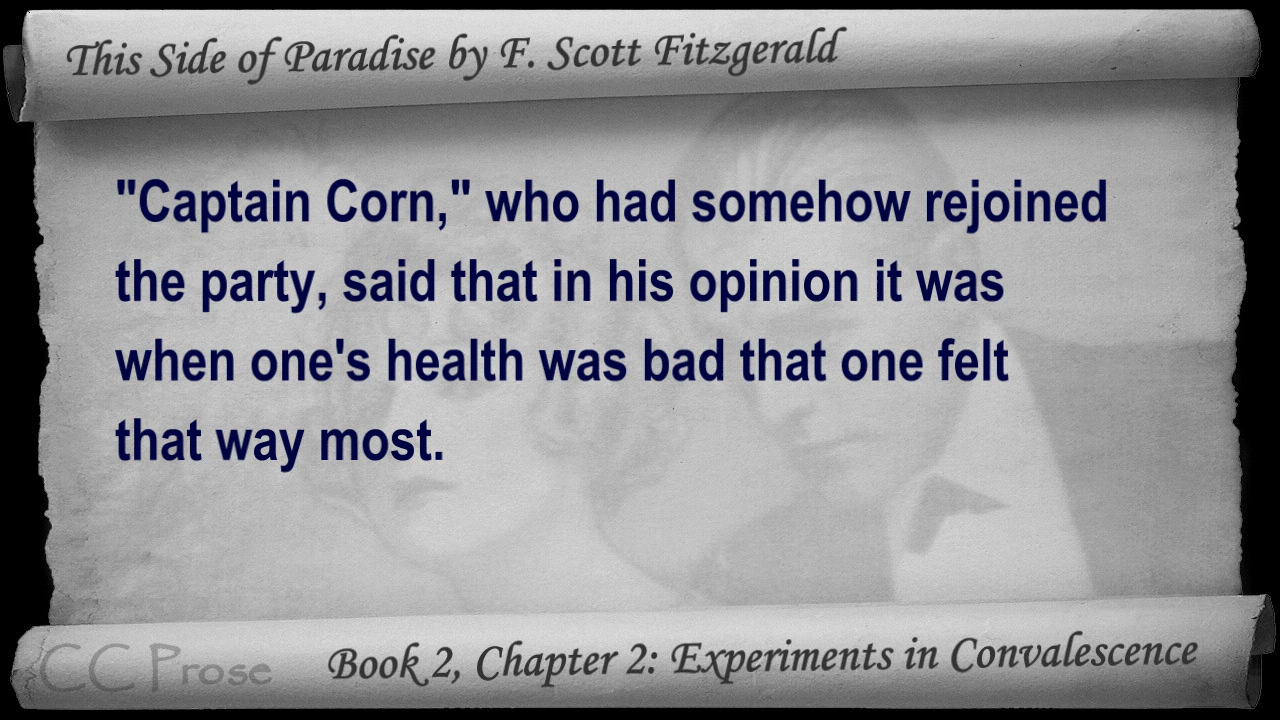 This Side of Paradise by F. Scott Fitzgerald
"Captain Corn," who had somehow rejoined
the party, said that in his opinion it was
when one's health was bad that one felt
that way most.
CC Prose
Book 2, Chapter 2: Experiments in Convalescence